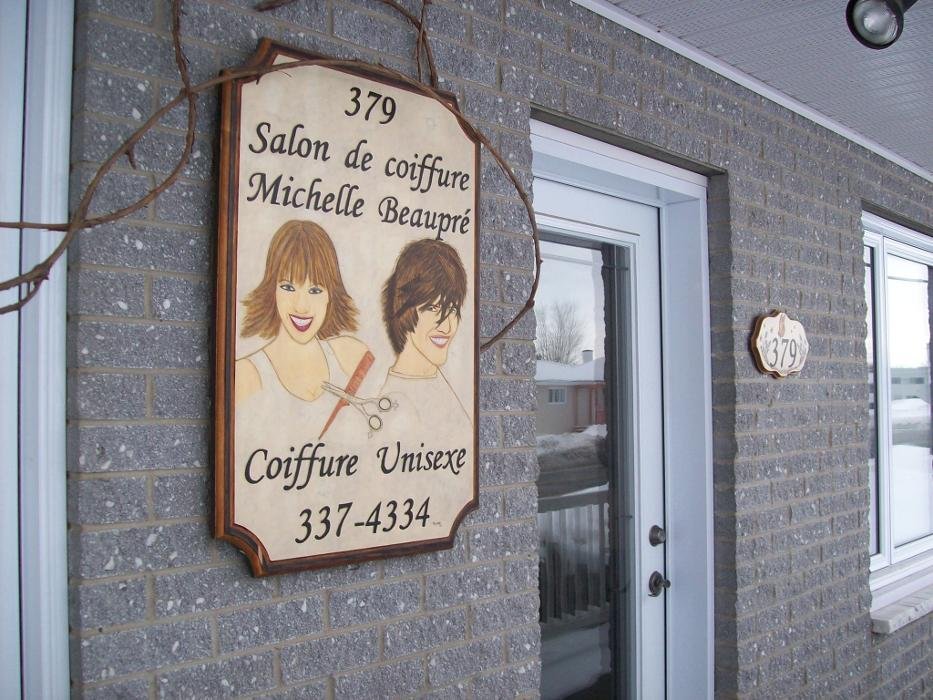 379
Salon de coiffure
Michelle Beaupré
Coiffure Unisexe
337-4334
379